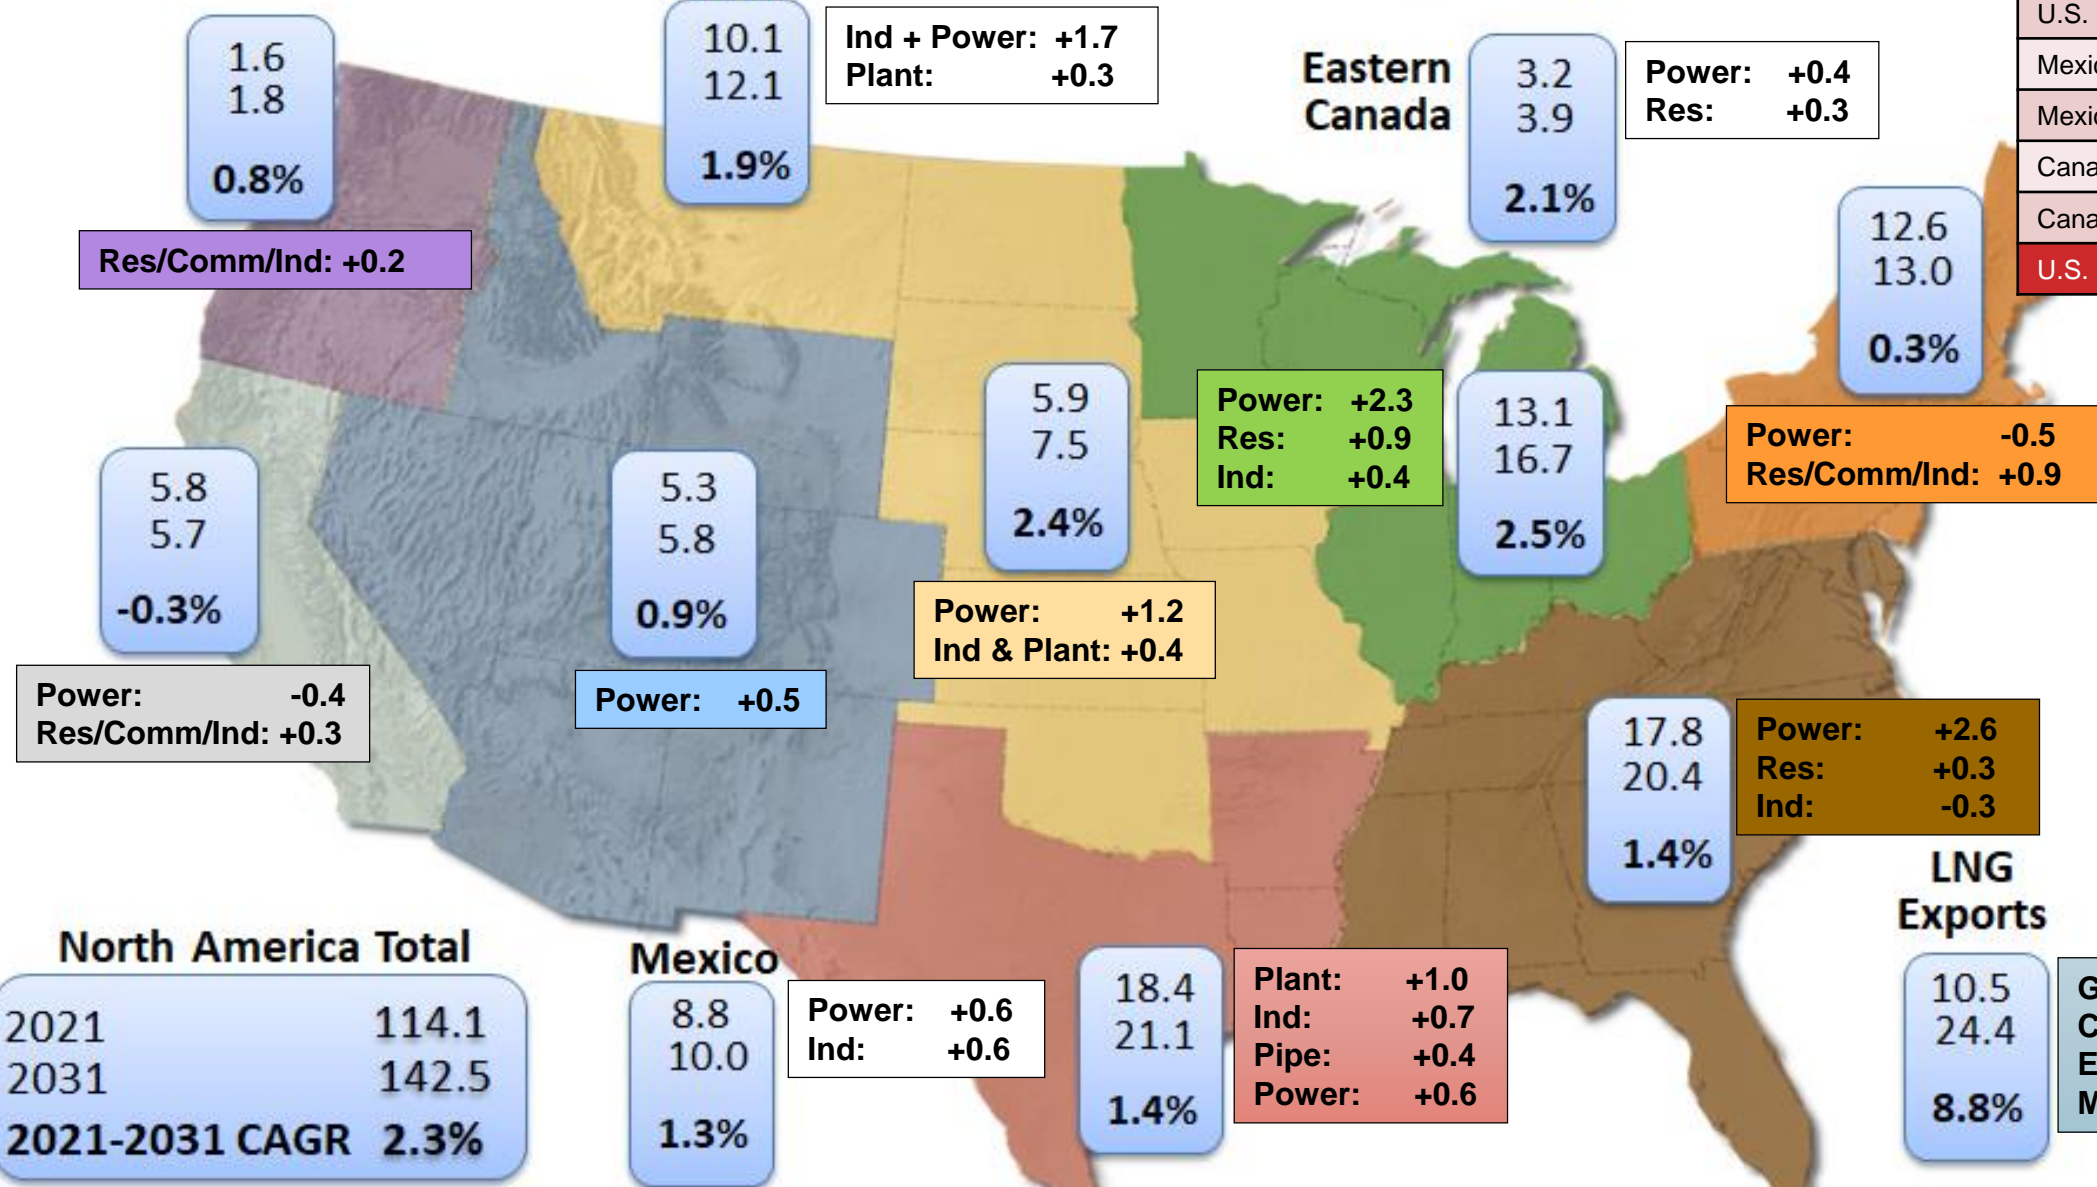 1.6
1.8
0.8%
Res/Comm/Ind: +0.2
10.1
12.1
1.9%
Ind + Power: +1.7
Plant: +0.3
Eastern
Canada
3.2
3.9
2.1%
Power: +0.4
Res: +0.3
U.S.
U.S.
12.6
13.0
0.3%
Power: -0.5
Res/Comm/Ind: +0.9
5.8
5.7
-0.3%
Power: -0.4
Res/Comm/Ind: +0.3
5.3
5.8
0.9%
Power: +0.5
5.9
7.5
2.4%
Power: +1.2
Ind & Plant: +0.4
Power: +2.3
Res: +0.9
Ind: +0.4
13.1
16.7
2.5%
17.8
20.4
1.4%
Power: +2.6
Res: +0.3
Ind: -0.3
North America Total
2021 114.1
2031 142.5
2021-2031 CAGR 2.3%
Mexico
8.8
10.0
1.3%
Power: +0.6
Ind: +0.6
18.4
21.1
1.4%
Plant: +1.0
Ind: +0.7
Pipe: +0.4
Power: +0.6
LNG
Exports
10.5
24.4
8.8%